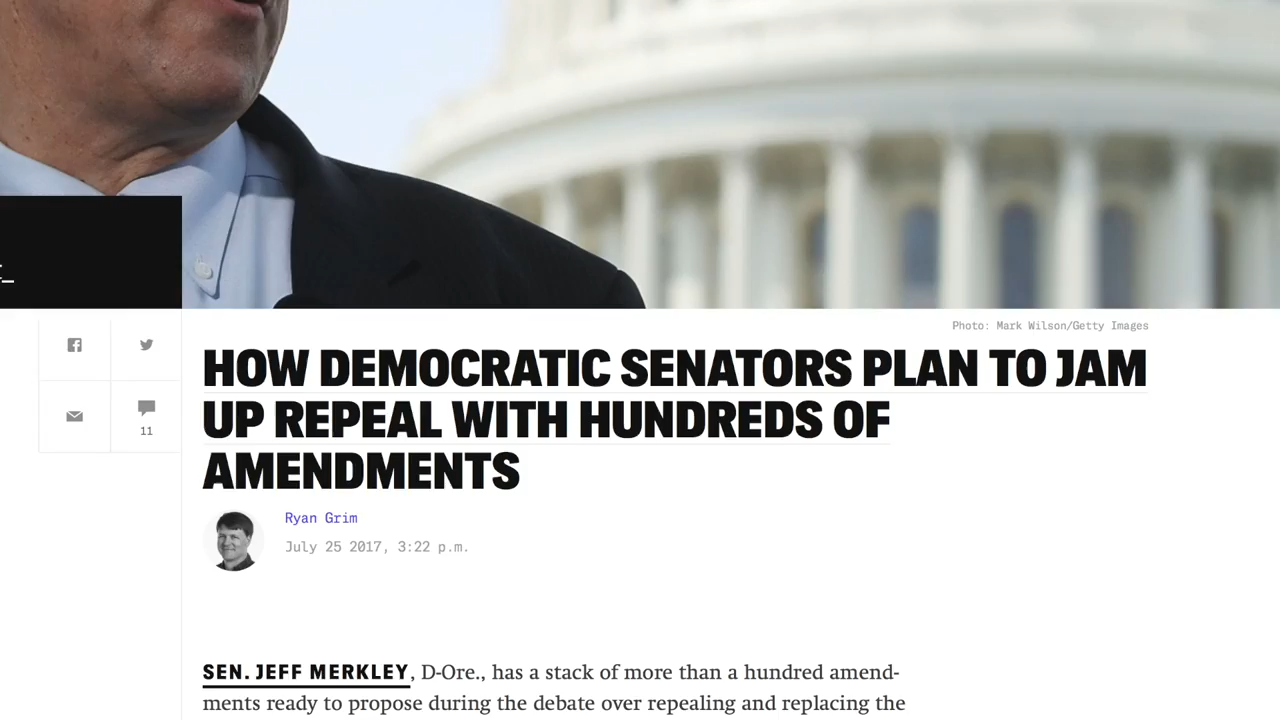 Photo: Mark Wilson/Getty Images
HOW DEMOCRATIC SENATORS PLAN TO JAM
UP REPEAL WITH HUNDREDS OF
AMENDMENTS
11
Ryan Grim
July 25 2017, 3:22 p.m.
SEN. JEFF MERKLEY, D-Ore., has a stack of more than a hundred amend-
ments ready to propose during the debate over repealing and replacing the